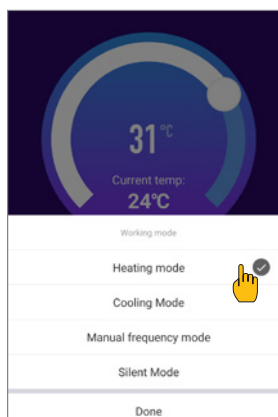 31°C
Current temp:
24°C
Working mode
Heating mode
Cooling Mode
Manual frequency mode
Silent Mode
Done